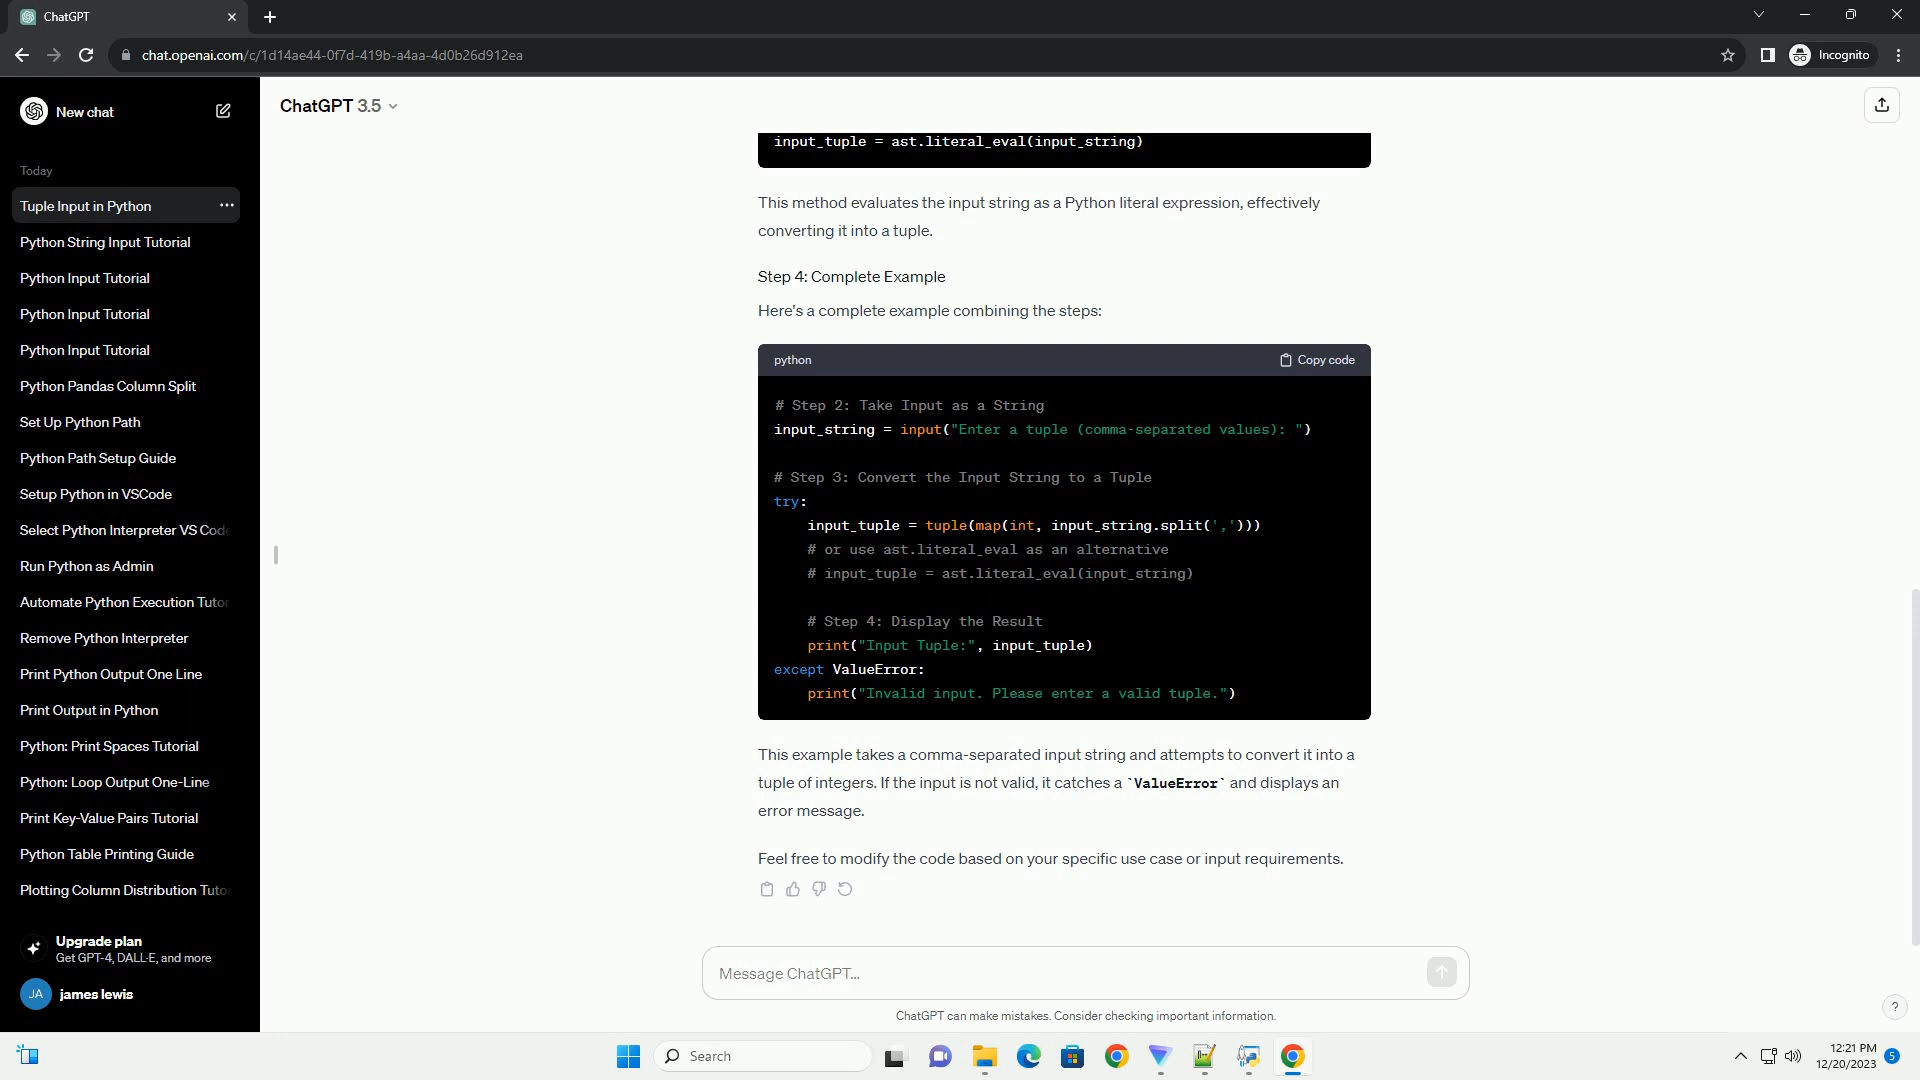 ChatGPT
chat.openai.com/c/1d14ae44-0f7d-419b-a4aa-4d0b26d912ea
Incognito
New chat
Today
Tuple Input in Python
Python String Input Tutorial
Python Input Tutorial
Python Input Tutorial
Python Input Tutorial
Python Pandas Column Split
Set Up Python Path
Python Path Setup Guide
Setup Python in VSCode
Select Python Interpreter VS Code
Run Python as Admin
Automate Python Execution Tutor
Remove Python Interpreter
Print Python Output One Line
Print Output in Python
Python: Print Spaces Tutorial
Python: Loop Output One-Line
Print Key-Value Pairs Tutorial
Python Table Printing Guide
Plotting Column Distribution Tuto
Upgrade plan
Get GPT-4, DALL·E, and more
JA
james lewis
ChatGPT 3.5
input_tuple = ast.literal_eval(input_string)
This method evaluates the input string as a Python literal expression, effectively
converting it into a tuple.
Step 4: Complete Example
Here's a complete example combining the steps:
python
Copy code
# Step 2: Take Input as a String
input_string = input("Enter a tuple (comma-separated values): ")
# Step 3: Convert the Input String to a Tuple
try:
input_tuple = tuple(map(int, input_string.split(',')))
# or use ast.literal_eval as an alternative
# input_tuple = ast.literal_eval(input_string)
# Step 4: Display the Result
print("Input Tuple:", input_tuple)
except ValueError:
print("Invalid input. Please enter a valid tuple.")
This example takes a comma-separated input string and attempts to convert it into a
tuple of integers. If the input is not valid, it catches a `ValueError` and displays an
error message.
Feel free to modify the code based on your specific use case or input requirements.
Message ChatGPT...
ChatGPT can make mistakes. Consider checking important information.
?
Search
12:21 PM
12/20/2023
5